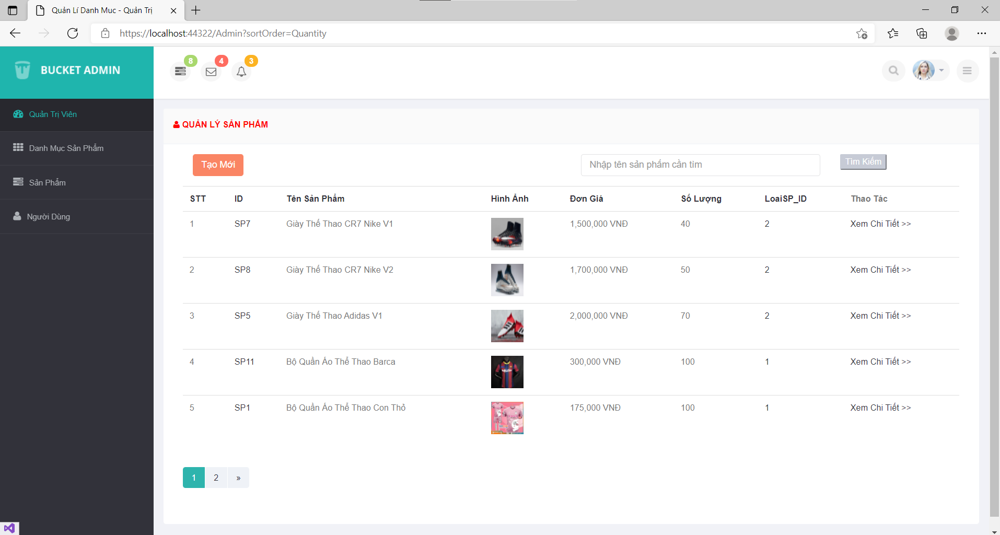 Quản Lí Danh Muc - Quản Trị
https://localhost:44322/Admin?sortOrder=Quantity
BUCKET ADMIN
8
4
3
Quản Trị Viên
Danh Mục Sản Phẩm
Sản Phẩm
Người Dùng
QUẢN LÝ SẢN PHẨM
Tạo Mới
Nhập tên sản phẩm cần tìm
Tìm Kiếm
STT ID Tên Sản Phẩm Hình Ảnh Đơn Giá Số Lượng LoaiSP_ID Thao Tác
1 SP7 Giày Thể Thao CR7 Nike V1 1,500,000 VNĐ 40 2 Xem Chi Tiết >>
2 SP8 Giày Thể Thao CR7 Nike V2 1,700,000 VNĐ 50 2 Xem Chi Tiết >>
3 SP5 Giày Thể Thao Adidas V1 2,000,000 VNĐ 70 2 Xem Chi Tiết >>
4 SP11 Bộ Quần Áo Thể Thao Barca 300,000 VNĐ 100 1 Xem Chi Tiết >>
5 SP1 Bộ Quần Áo Thể Thao Con Thỏ 175,000 VNĐ 100 1 Xem Chi Tiết >>
1 2 »